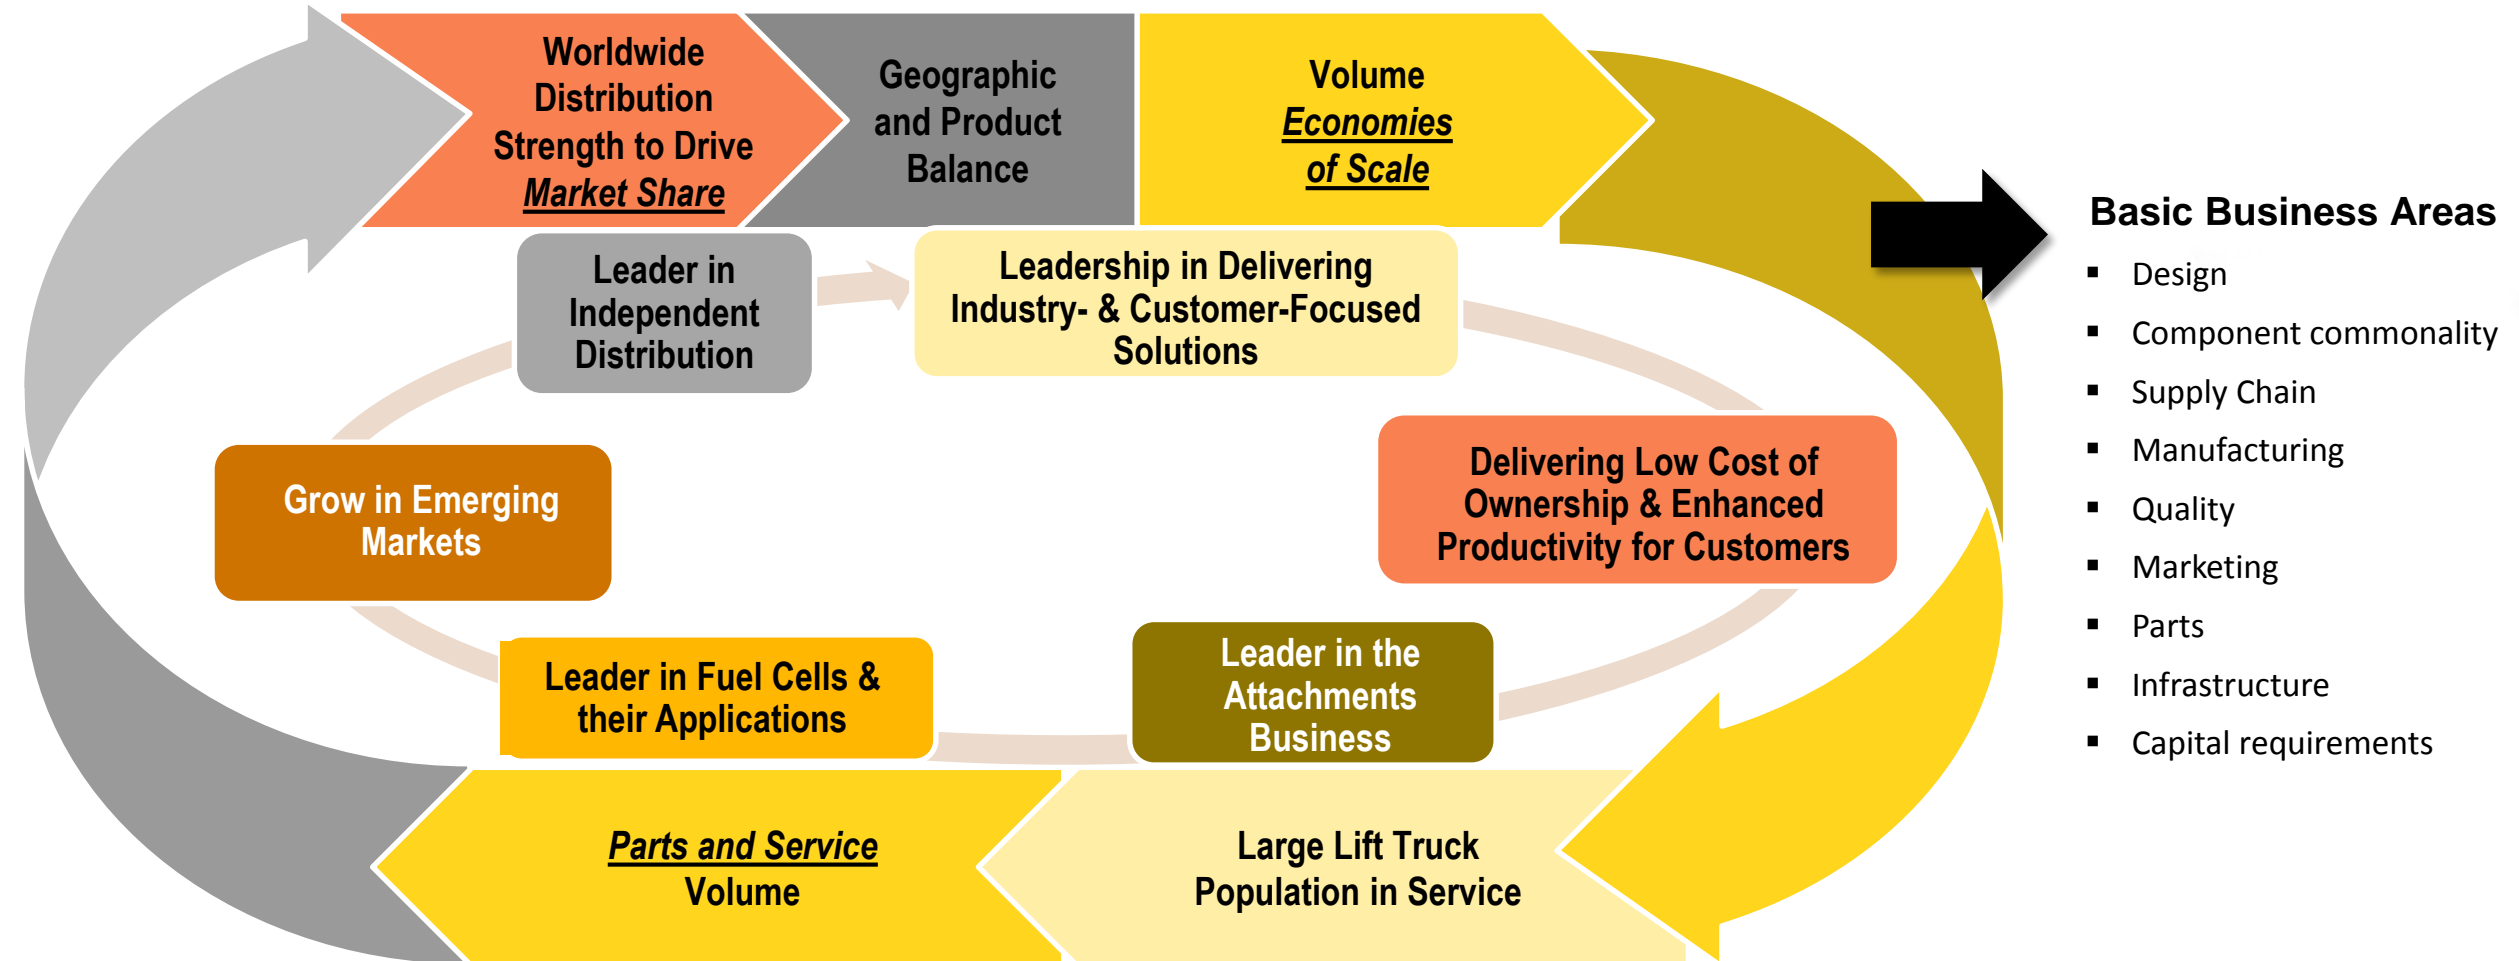 Worldwide
Distribution
Strength to Drive
Market Share
Geographic
and Product
Balance
Volume
Economies
of Scale
Leader in
Independent
Distribution
Leadership in Delivering
Industry- & Customer-Focused
Solutions
Delivering Low Cost of
Ownership & Enhanced
Productivity for Customers
Leader in the
Attachments
Business
Leader in Fuel Cells &
their Applications
Grow in Emerging
Markets
Large Lift Truck
Population in Service
Parts and Service
Volume
Basic Business Areas
▪ Design
▪ Component commonality
▪ Supply Chain
▪ Manufacturing
▪ Quality
▪ Marketing
▪ Parts
▪ Infrastructure
▪ Capital requirements